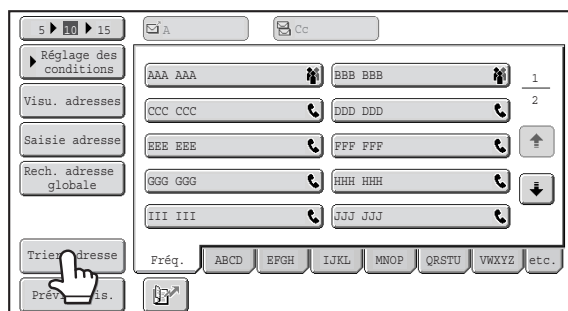 5 10 15
A
Cc
Réglage des
conditions
Visu. adresses
Saisie adresse
Rech. adresse
globale
AAA AAA
BBB BBB
CCC CCC
DDD DDD
EEE EEE
FFF FFF
GGG GGG
HHH HHH
III III
JJJ JJJ
1
2
Trier
Fréq. ABCD EFGH IJKL MNOP QRSTU VWXYZ etc.